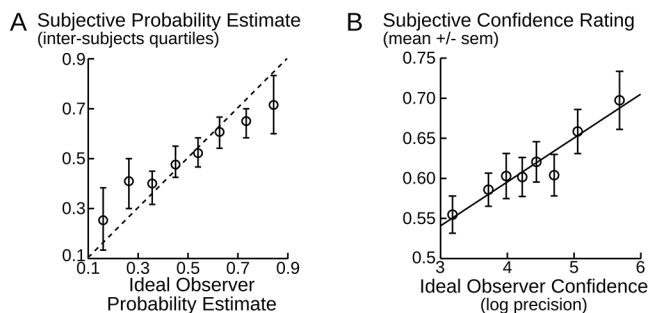 A Subjective Probability Estimate
(inter-subjects quartiles)
0.9
0.7
0.5
0.3
0.1
0.1 0.3 0.5 0.7 0.9
Ideal Observer
Probability Estimate
B Subjective Confidence Rating
(mean +/- sem)
0.75
0.70
0.65
0.60
0.55
0.5
3 4 5 6
Ideal Observer Confidence
(log precision)